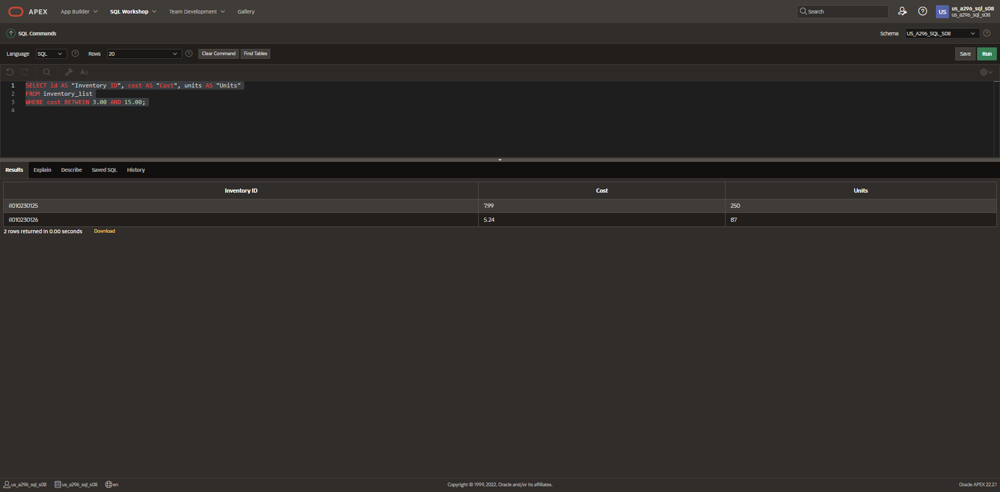 APEX App Builder SQL Workshop Team Development Gallery Search US us_a296_sql_s08
us_a296_sql_s08
SQL Commands Schema US_A296_SQL_S08
Language SQL Rows 20 Clear Command Find Tables Save Run
1 SELECT id AS "Inventory ID", cost AS "Cost", units AS "Units"
2 FROM inventory_list
3 WHERE cost BETWEEN 3.00 AND 15.00;
4
Results Explain Describe Saved SQL History
Inventory ID Cost Units
il010230125 7.99 250
il010230126 5.24 87
2 rows returned in 0.00 seconds Download
us_a296_sql_s08 us_a296_sql_s08 en Copyright © 1999, 2022, Oracle and/or its affiliates. Oracle APEX 22.2.1